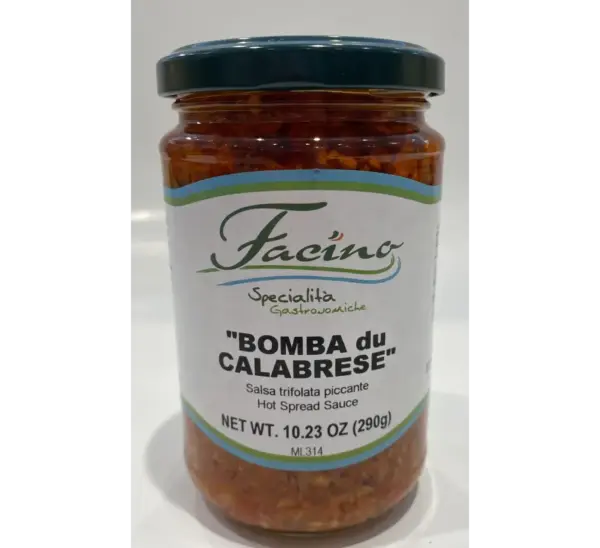 Facino
Specialità
Gastronomiche
"BOMBA du
CALABRESE"
Salsa trifolata piccante
Hot Spread Sauce
NET WT. 10.23 OZ (290g)
ML314